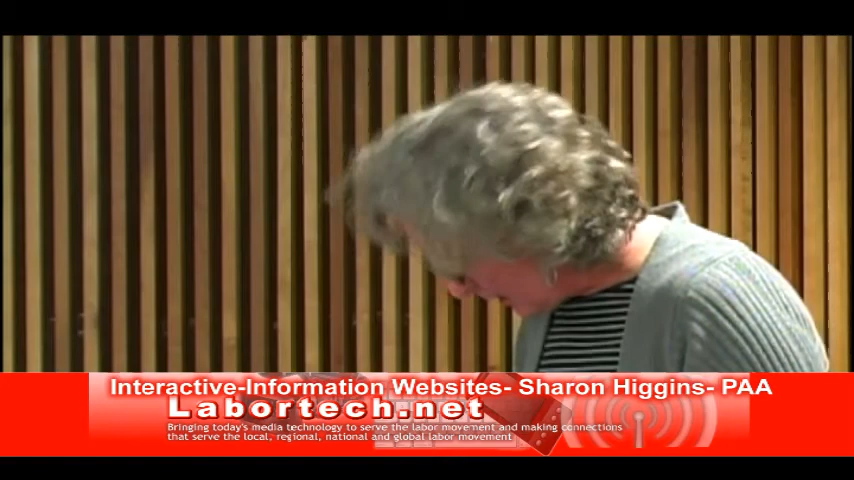 Interactive-Information Websites- Sharon Higgins- PAA
Labortech.net
Bringing today's media technology to serve the labor movement and making connections
that serve the local, regional, national and global labor movement